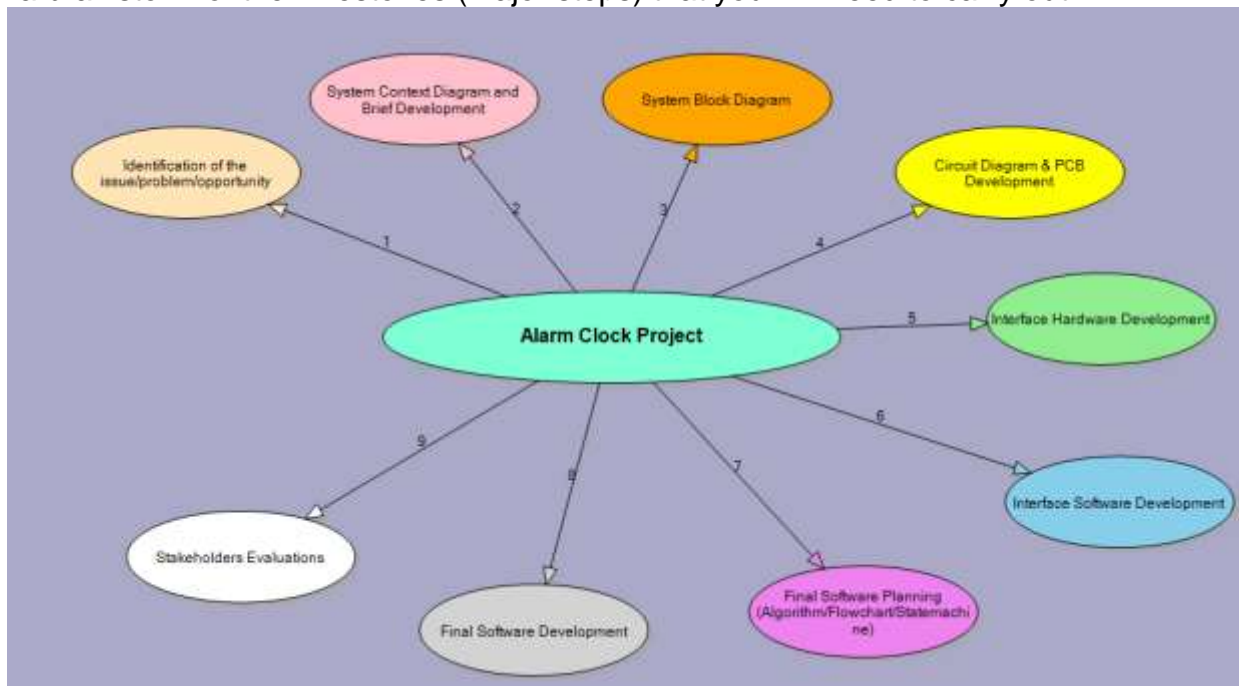 System Context Diagram and
Brief Development
System Block Diagram
Identification of the
issue/problem/opportunity
Circuit Diagram & PCB
Development
1
2
3
4
Alarm Clock Project
5
Interface Hardware Development
6
Interface Software Development
7
8
9
Stakeholders Evaluations
Final Software Planning
(Algorithm/Flowchart/Statemachi
ne)
Final Software Development